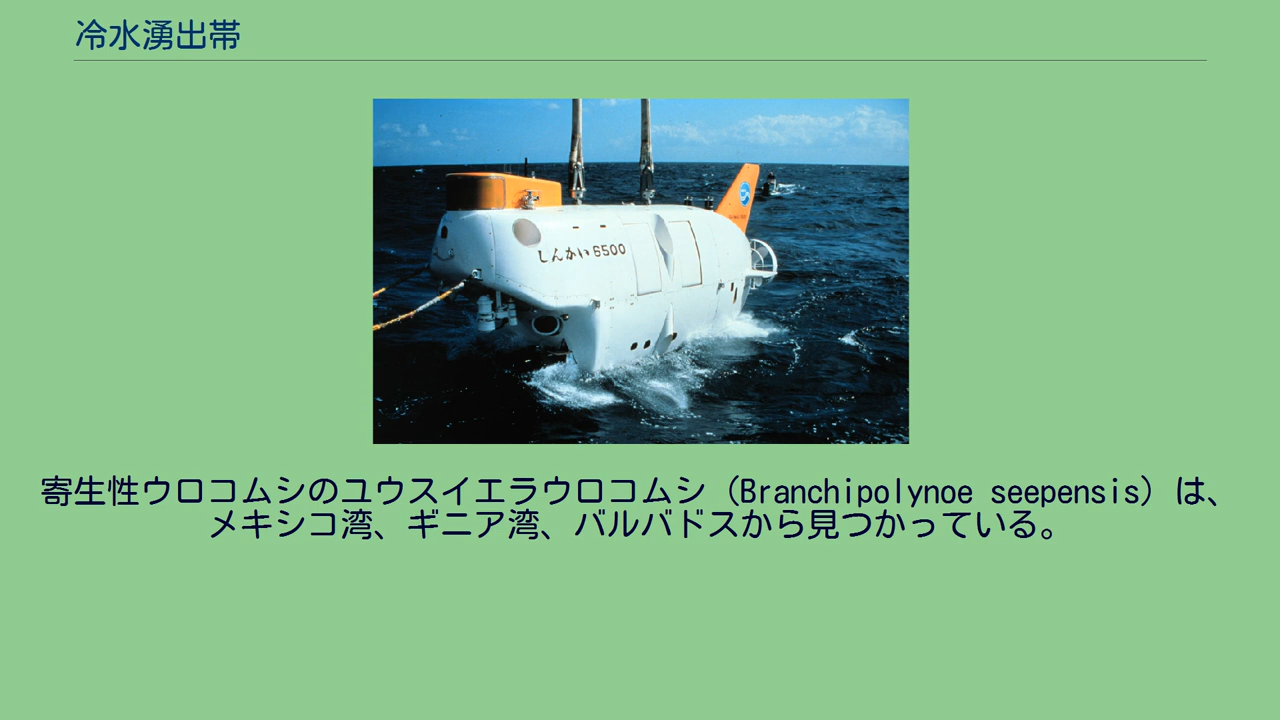 冷水湧出帯
しんかい6500
寄生性ウロコムシのユウスイエラウロコムシ（Branchipolynoe seepensis）は、
メキシコ湾、ギニア湾、バルバドスから見つかっている。